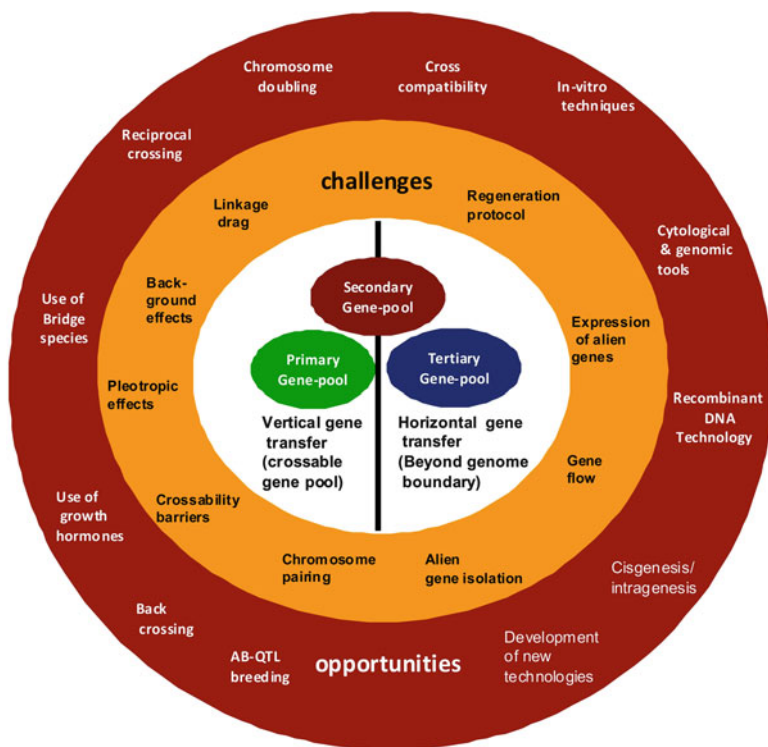 Chromosome
doubling
Cross
compatibility
In-vitro
techniques
Reciprocal
crossing
challenges
Regeneration
protocol
Linkage
drag
Cytological
& genomic
tools
Back-
ground
effects
Secondary
Gene-pool
Use of
Bridge
species
Expression
of alien
genes
Primary
Gene-pool
Tertiary
Gene-pool
Pleotropic
effects
Recombinant
DNA
Technology
Vertical gene
transfer
(crossable
gene pool)
Horizontal gene
transfer
(Beyond genome
boundary)
Gene
flow
Use of
growth
hormones
Crossability
barriers
Chromosome
pairing
Alien
gene isolation
Cisgenesis/
intragenesis
Back
crossing
AB-QTL
breeding
opportunities
Development
of new
technologies